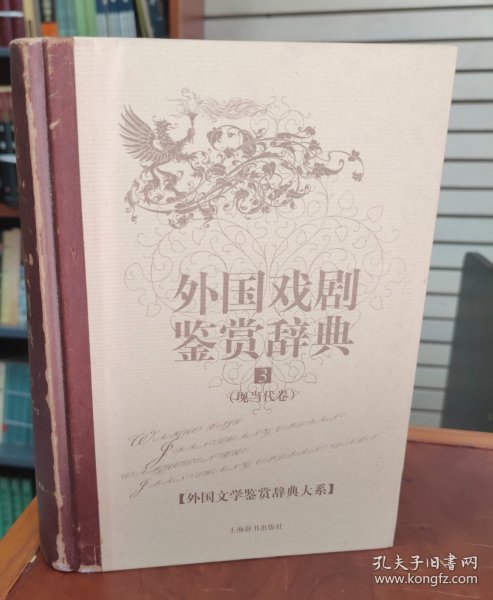 外国戏剧
鉴赏辞典
3
（现当代卷）
【外国文学鉴赏辞典大系】
上海辞书出版社
孔夫子旧书网
www.kongfz.com